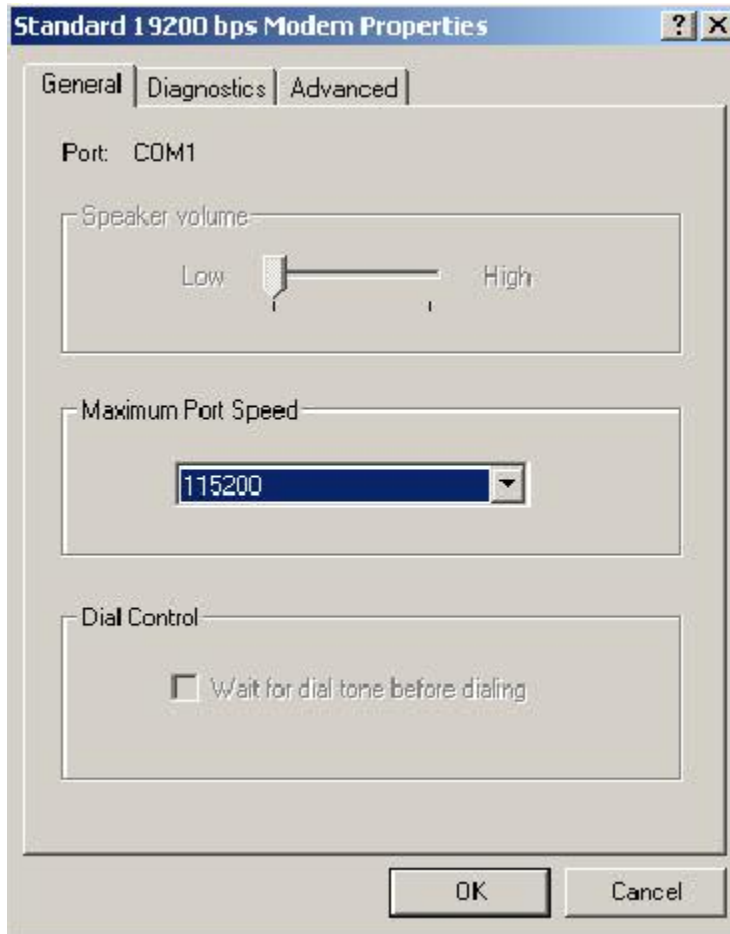 Standard 19200 bps Modem Properties
General Diagnostics Advanced
Port: COM1
Speaker volume
Low High
Maximum Port Speed
115200
Dial Control
Wait for dial tone before dialing
OK Cancel